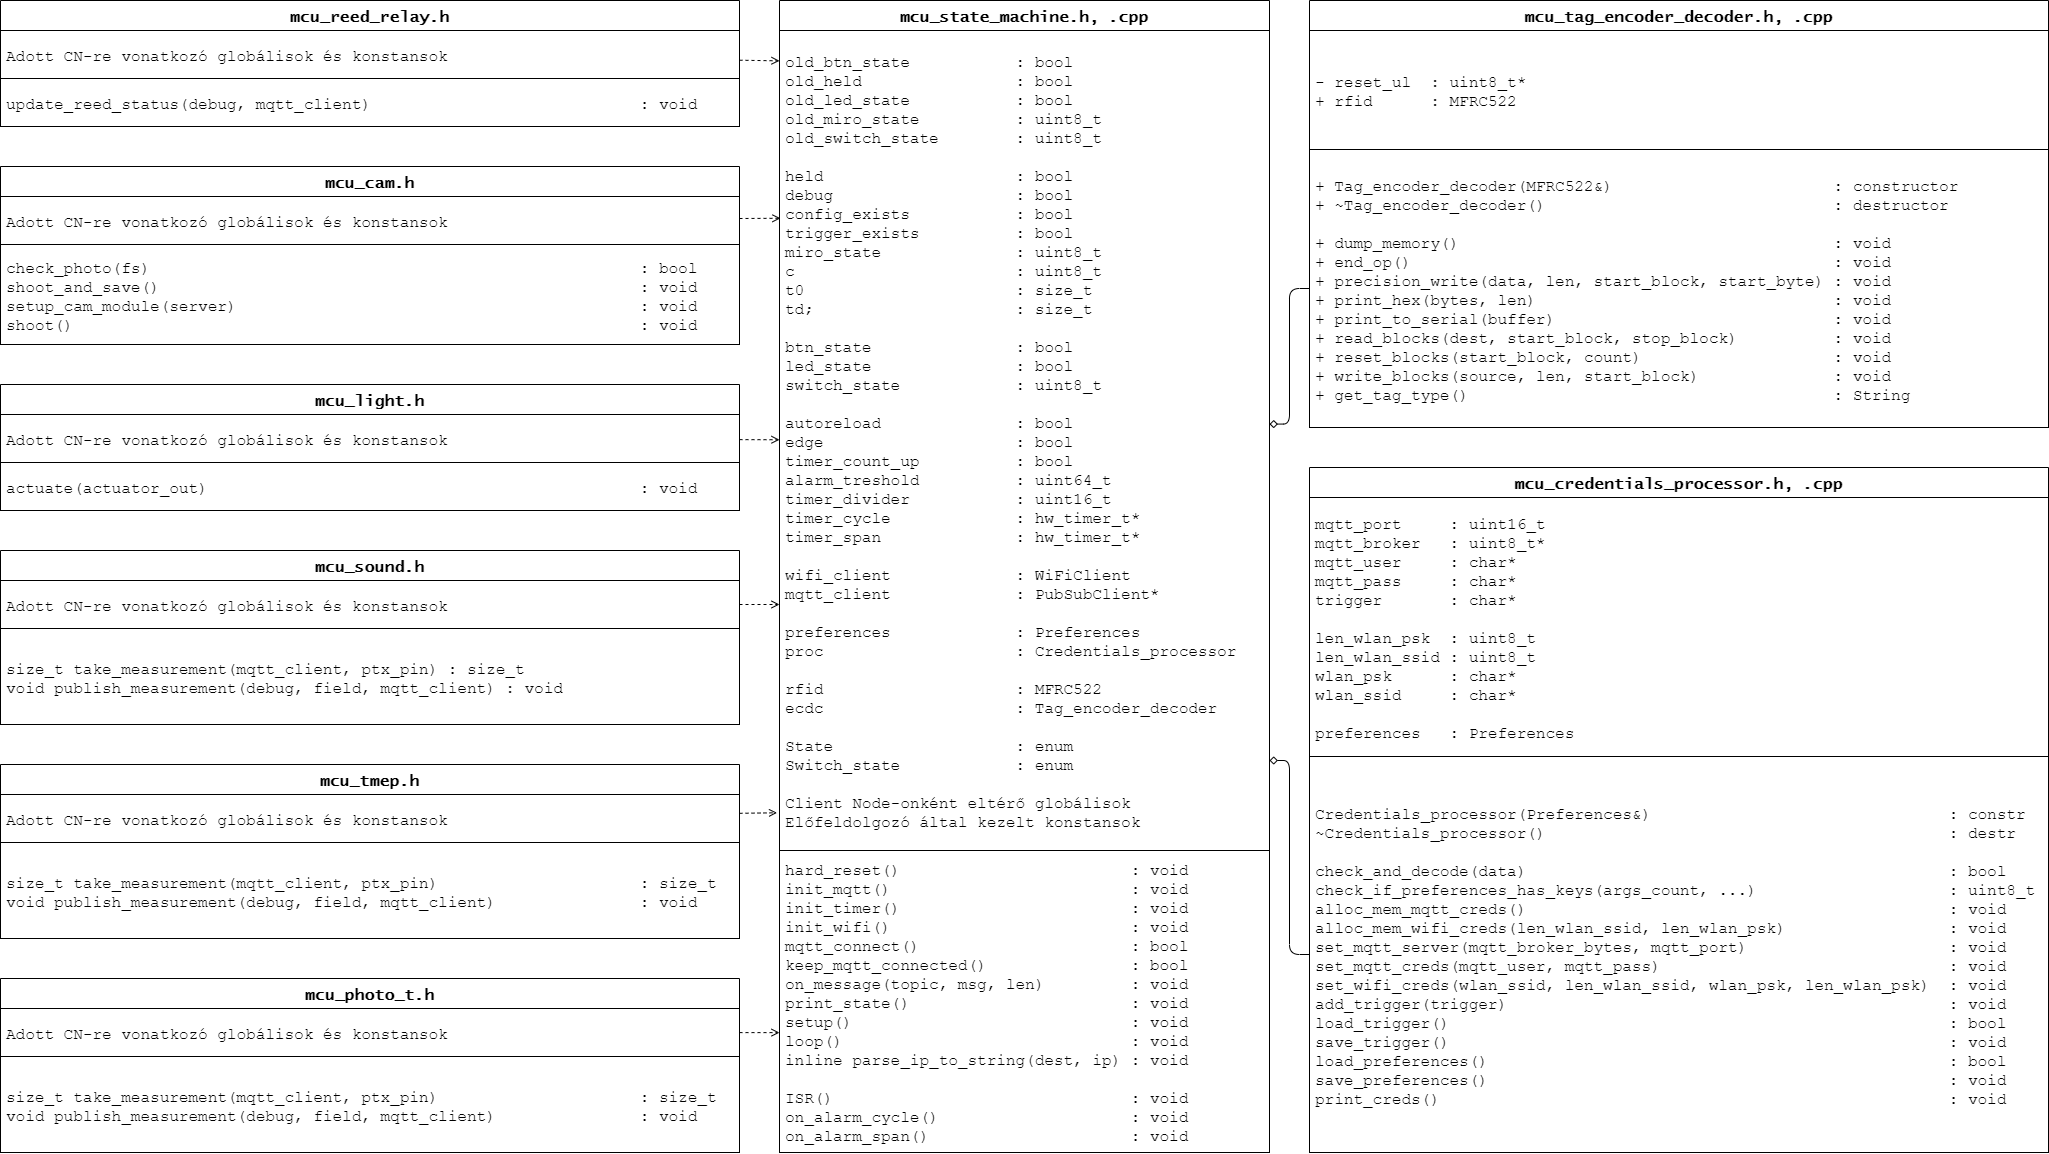 mcu_reed_relay.h
Adott CN-re vonatkozó globálisok és konstansok
update_reed_status(debug, mqtt_client) : void
mcu_cam.h
Adott CN-re vonatkozó globálisok és konstansok
check_photo(fs) : bool
shoot_and_save() : void
setup_cam_module(server) : void
shoot() : void
mcu_light.h
Adott CN-re vonatkozó globálisok és konstansok
actuate(actuator_out) : void
mcu_sound.h
Adott CN-re vonatkozó globálisok és konstansok
size_t take_measurement(mqtt_client, ptx_pin) : size_t
void publish_measurement(debug, field, mqtt_client) : void
mcu_tmep.h
Adott CN-re vonatkozó globálisok és konstansok
size_t take_measurement(mqtt_client, ptx_pin) : size_t
void publish_measurement(debug, field, mqtt_client) : void
mcu_photo_t.h
Adott CN-re vonatkozó globálisok és konstansok
size_t take_measurement(mqtt_client, ptx_pin) : size_t
void publish_measurement(debug, field, mqtt_client) : void
mcu_state_machine.h, .cpp
old_btn_state : bool
old_held : bool
old_led_state : bool
old_miro_state : uint8_t
old_switch_state : uint8_t
held : bool
debug : bool
config_exists : bool
trigger_exists : bool
miro_state : uint8_t
c : uint8_t
t0 : size_t
td; : size_t
btn_state : bool
led_state : bool
switch_state : uint8_t
autoreload : bool
edge : bool
timer_count_up : bool
alarm_treshold : uint64_t
timer_divider : uint16_t
timer_cycle : hw_timer_t*
timer_span : hw_timer_t*
wifi_client : WiFiClient
mqtt_client : PubSubClient*
preferences : Preferences
proc : Credentials_processor
rfid : MFRC522
ecdc : Tag_encoder_decoder
State : enum
Switch_state : enum
Client Node-onként eltérő globálisok
Előfeldolgozó által kezelt konstansok
hard_reset() : void
init_mqtt() : void
init_timer() : void
init_wifi() : void
mqtt_connect() : bool
keep_mqtt_connected() : bool
on_message(topic, msg, len) : void
print_state() : void
setup() : void
loop() : void
inline parse_ip_to_string(dest, ip) : void
ISR() : void
on_alarm_cycle() : void
on_alarm_span() : void
mcu_tag_encoder_decoder.h, .cpp
- reset_ul : uint8_t*
+ rfid : MFRC522
+ Tag_encoder_decoder(MFRC522&) : constructor
+ ~Tag_encoder_decoder() : destructor
+ dump_memory() : void
+ end_op() : void
+ precision_write(data, len, start_block, start_byte) : void
+ print_hex(bytes, len) : void
+ print_to_serial(buffer) : void
+ read_blocks(dest, start_block, stop_block) : void
+ reset_blocks(start_block, count) : void
+ write_blocks(source, len, start_block) : void
+ get_tag_type() : String
mcu_credentials_processor.h, .cpp
mqtt_port : uint16_t
mqtt_broker : uint8_t*
mqtt_user : char*
mqtt_pass : char*
trigger : char*
len_wlan_psk : uint8_t
len_wlan_ssid : uint8_t
wlan_psk : char*
wlan_ssid : char*
preferences : Preferences
Credentials_processor(Preferences&) : constr
~Credentials_processor() : destr
check_and_decode(data) : bool
check_if_preferences_has_keys(args_count, ...) : uint8_t
alloc_mem_mqtt_creds() : void
alloc_mem_wifi_creds(len_wlan_ssid, len_wlan_psk) : void
set_mqtt_server(mqtt_broker_bytes, mqtt_port) : void
set_mqtt_creds(mqtt_user, mqtt_pass) : void
set_wifi_creds(wlan_ssid, len_wlan_ssid, wlan_psk, len_wlan_psk) : void
add_trigger(trigger) : void
load_trigger() : bool
save_trigger() : void
load_preferences() : bool
save_preferences() : void
print_creds() : void